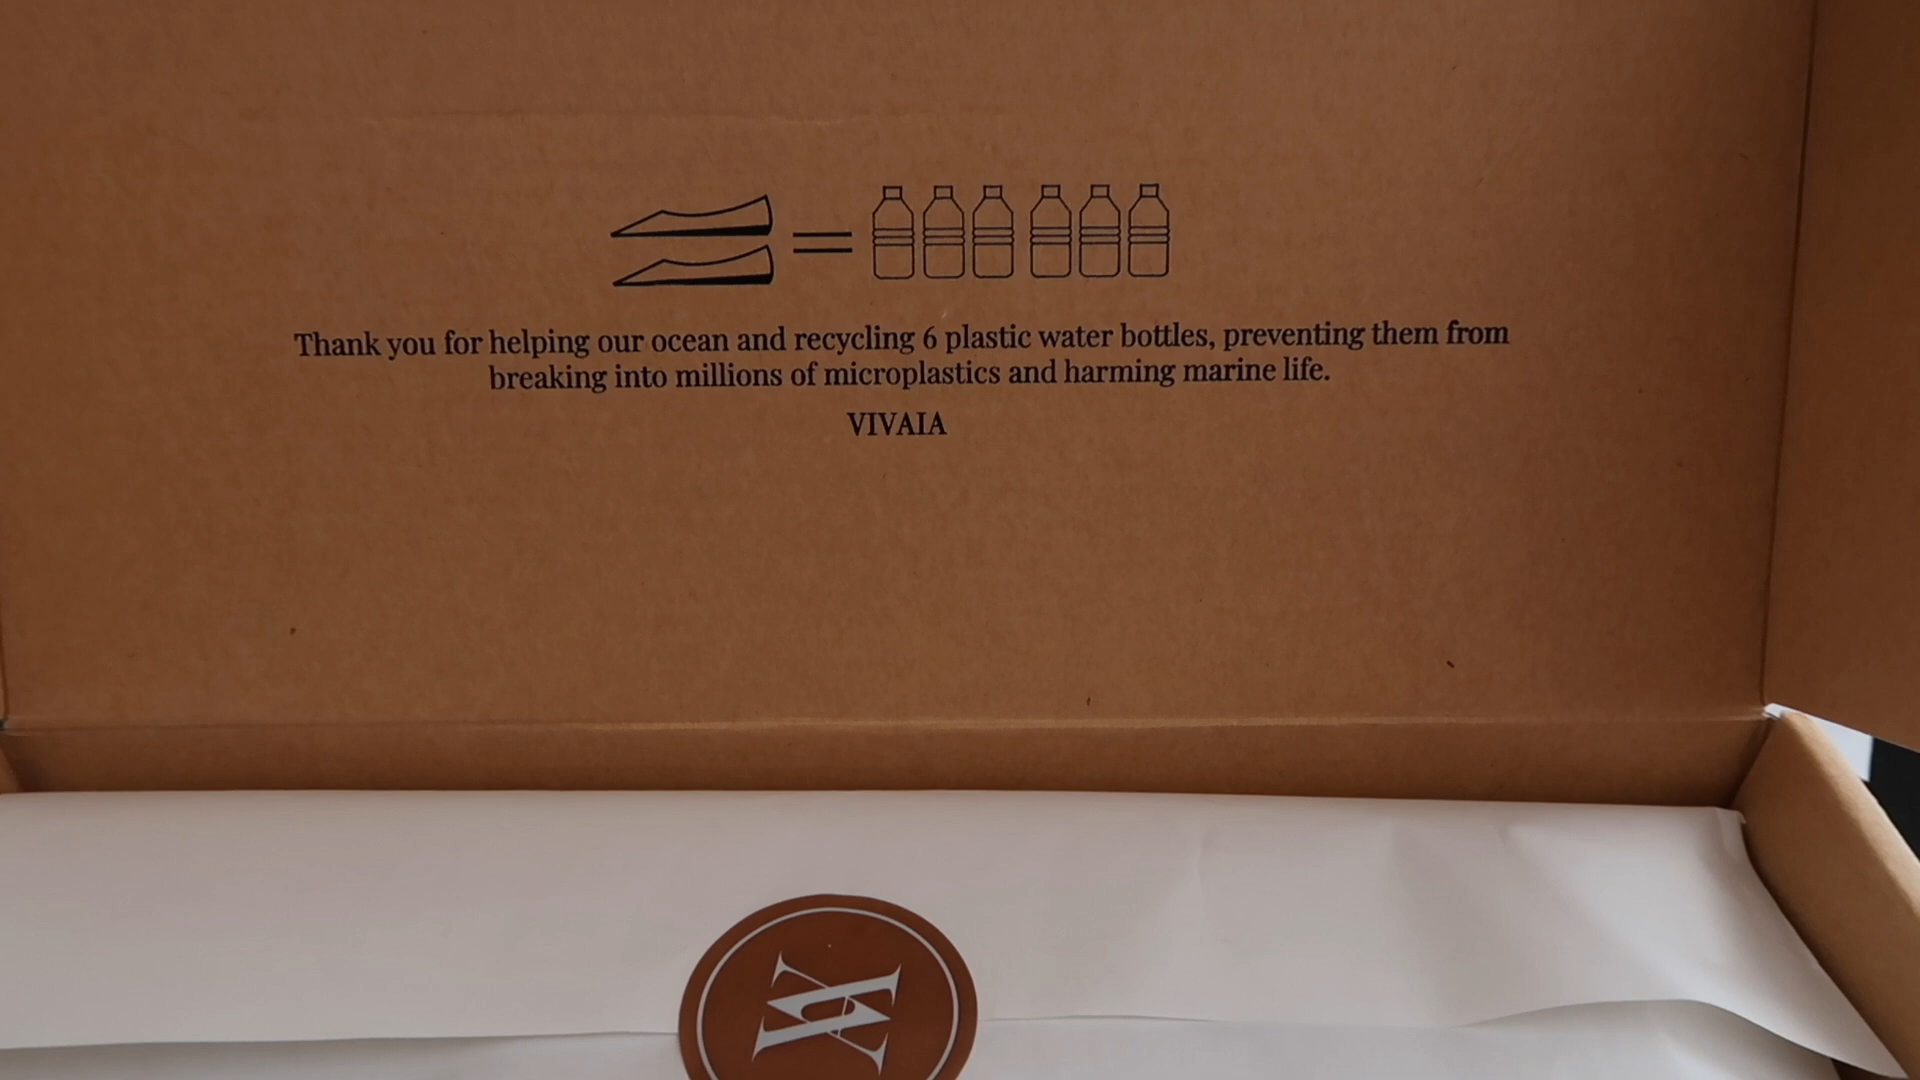 Thank you for helping our ocean and recycling 6 plastic water bottles, preventing them from
breaking into millions of microplastics and harming marine life.
VIVAIA